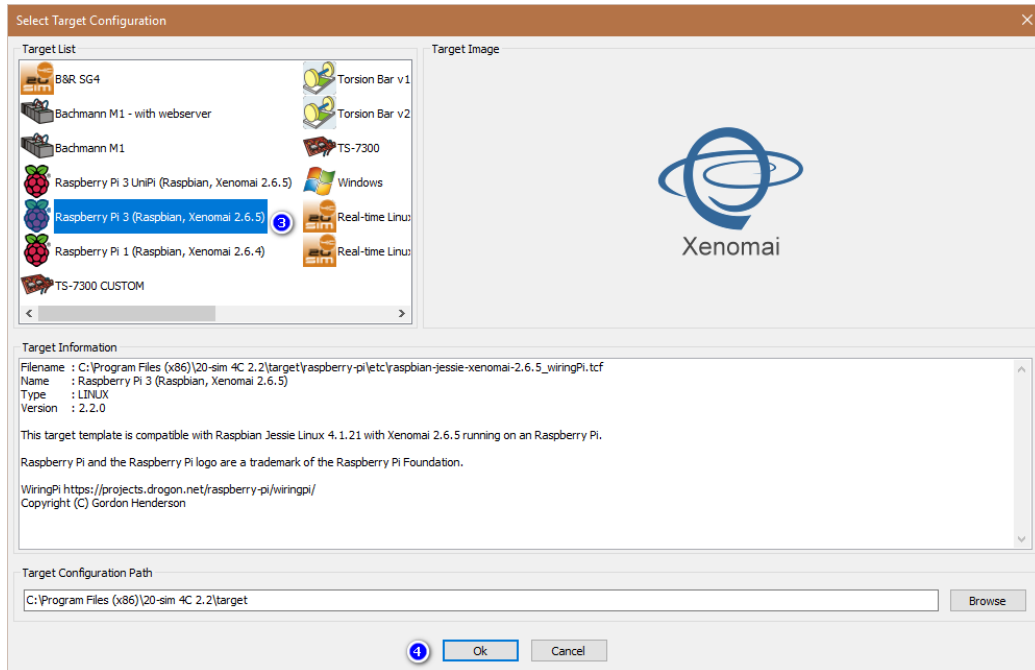 Select Target Configuration
Target List
Target Image
B&R SG4
Bachmann M1 - with webserver
Bachmann M1
Raspberry Pi 3 UniPi (Raspbian, Xenomai 2.6.5)
Raspberry Pi 3 (Raspbian, Xenomai 2.6.5)
3
Raspberry Pi 1 (Raspbian, Xenomai 2.6.4)
TS-7300 CUSTOM
Torsion Bar v1
Torsion Bar v2
TS-7300
Windows
Real-time Linux
Real-time Linux
Xenomai
Target Information
Filename : C:\Program Files (x86)\20-sim 4C 2.2\target\raspberry-pi\etc\raspbian-jessie-xenomai-2.6.5_wiringPi.tcf
Name : Raspberry Pi 3 (Raspbian, Xenomai 2.6.5)
Type : LINUX
Version : 2.2.0
This target template is compatible with Raspbian Jessie Linux 4.1.21 with Xenomai 2.6.5 running on an Raspberry Pi.
Raspberry Pi and the Raspberry Pi logo are a trademark of the Raspberry Pi Foundation.
WiringPi https://projects.drogon.net/raspberry-pi/wiringpi/
Copyright (C) Gordon Henderson
Target Configuration Path
C:\Program Files (x86)\20-sim 4C 2.2\target
Browse
4
Ok
Cancel